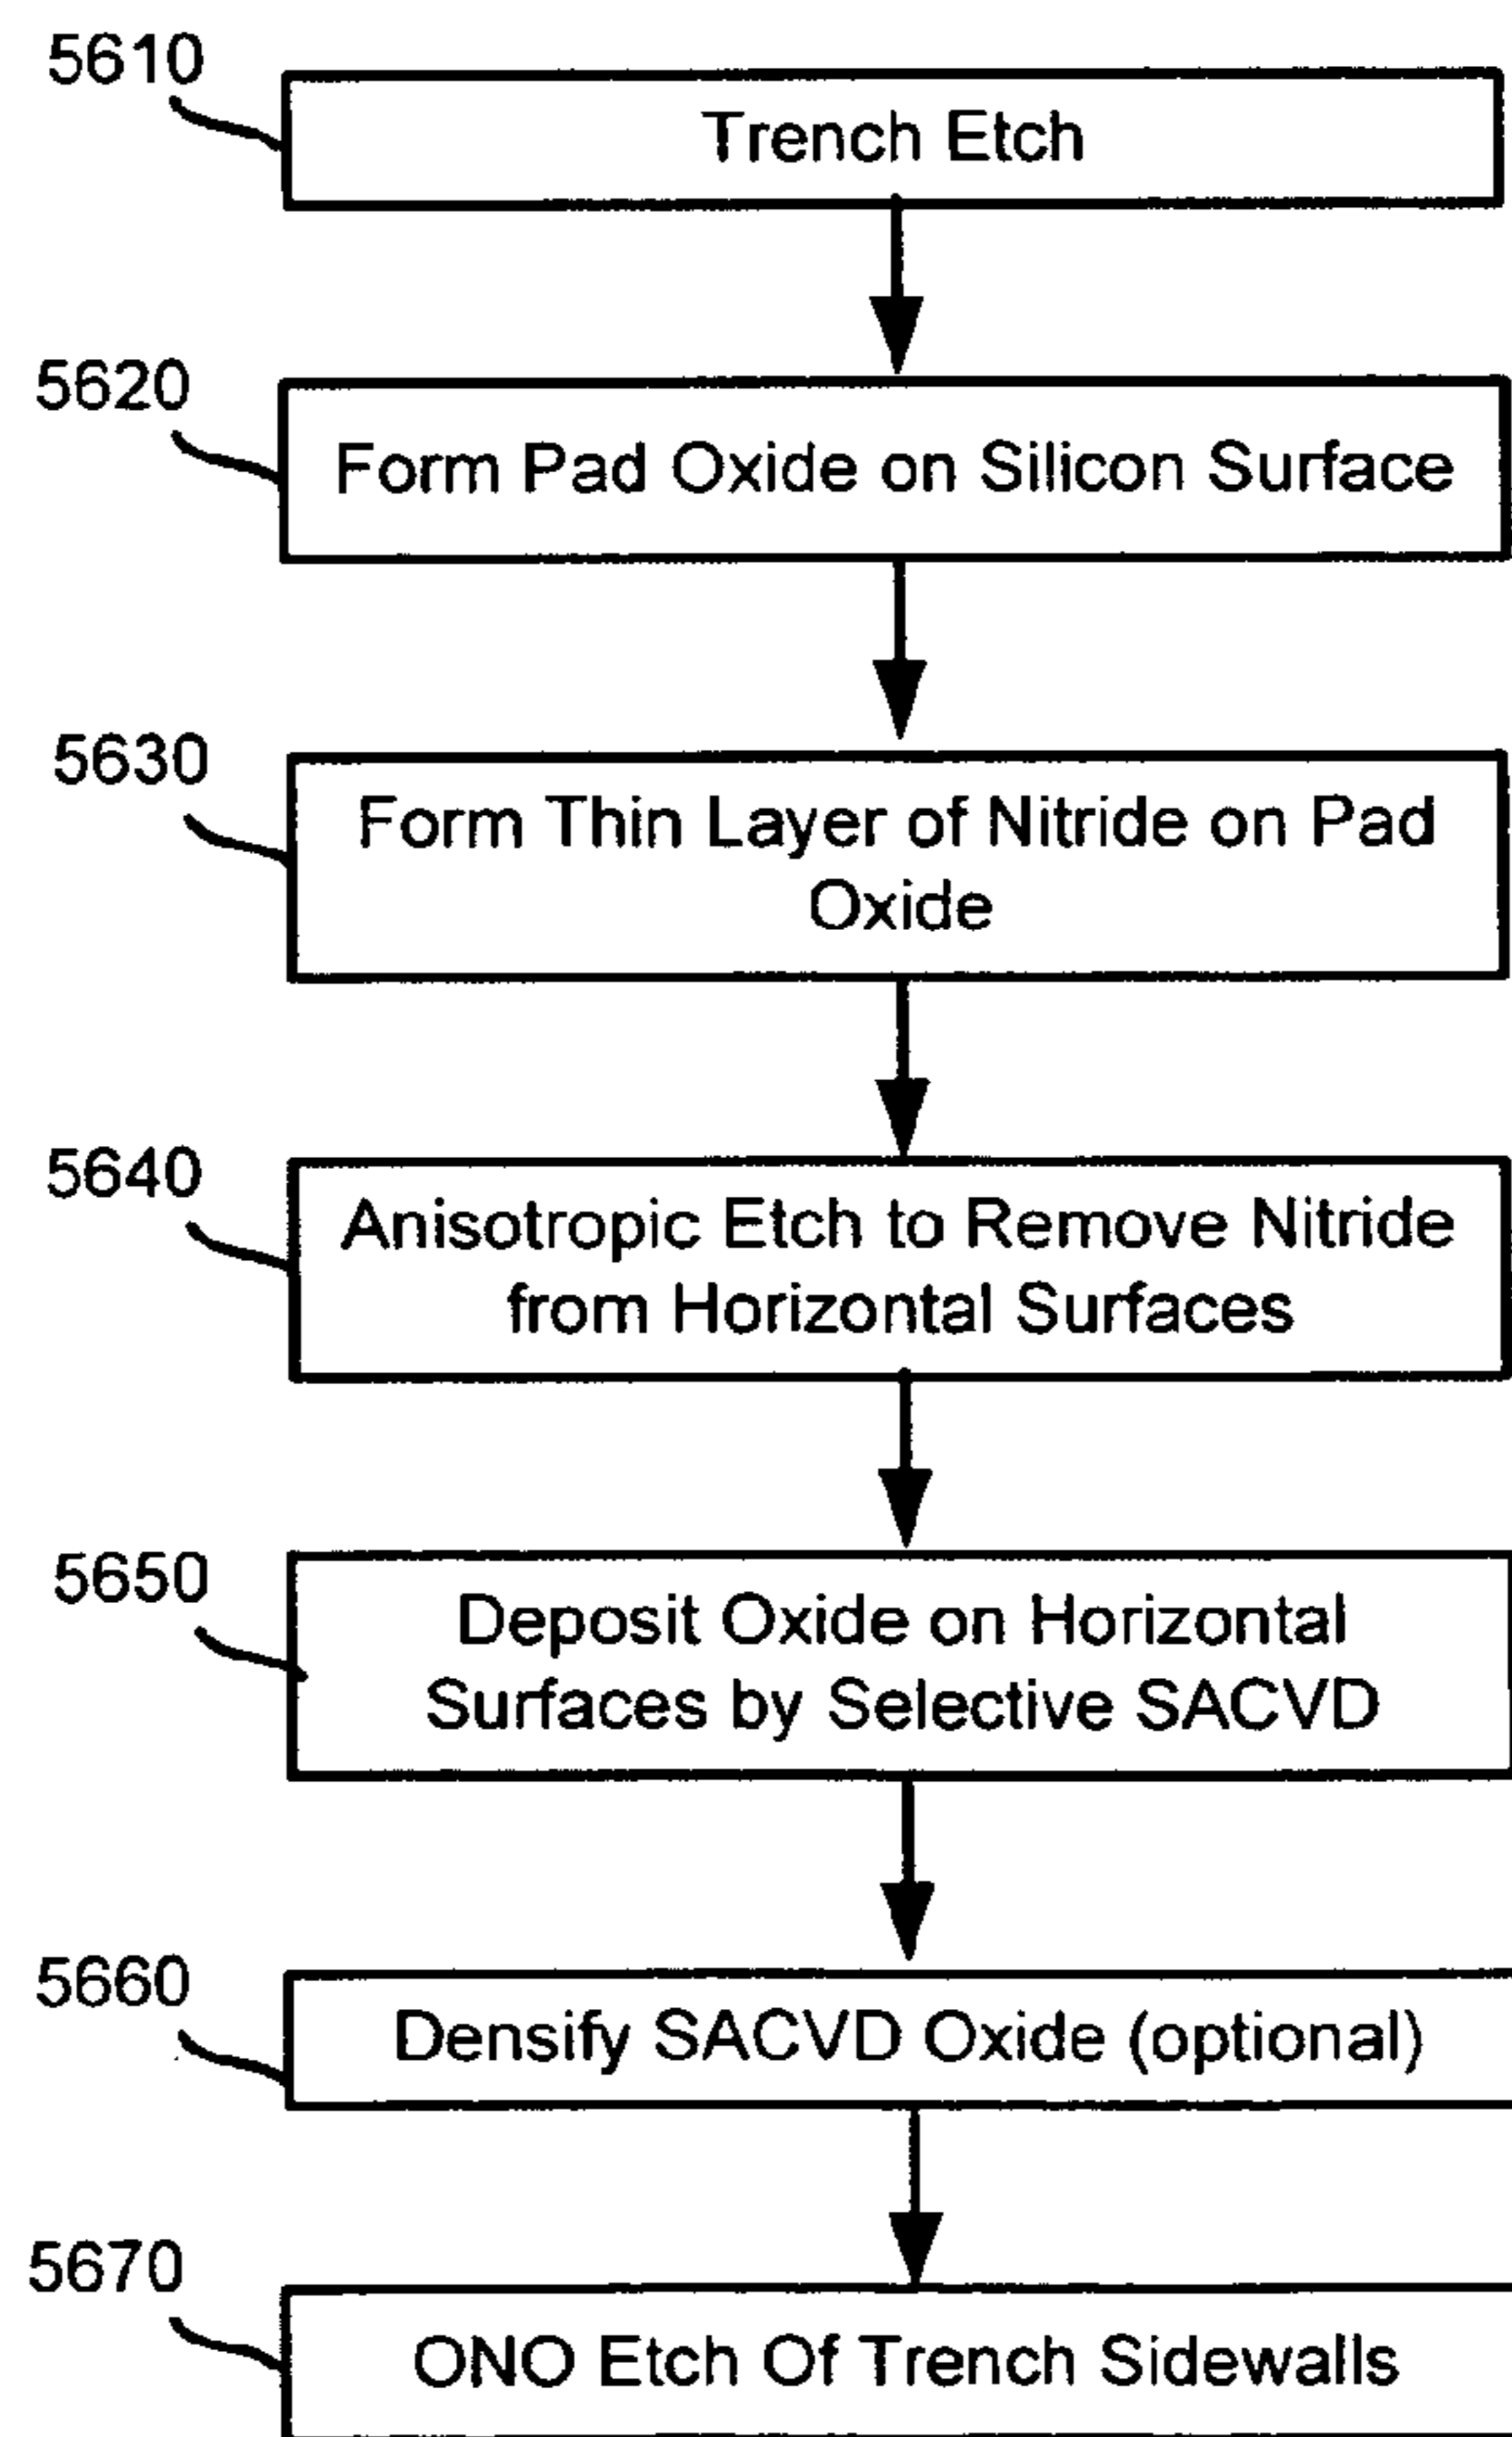 5610
Trench Etch
5620
Form Pad Oxide on Silicon Surface
5630
Form Thin Layer of Nitride on Pad
Oxide
5640
Anisotropic Etch to Remove Nitride
from Horizontal Surfaces
5650
Deposit Oxide on Horizontal
Surfaces by Selective SACVD
5660
Densify SACVD Oxide (optional)
5670
ONO Etch Of Trench Sidewalls